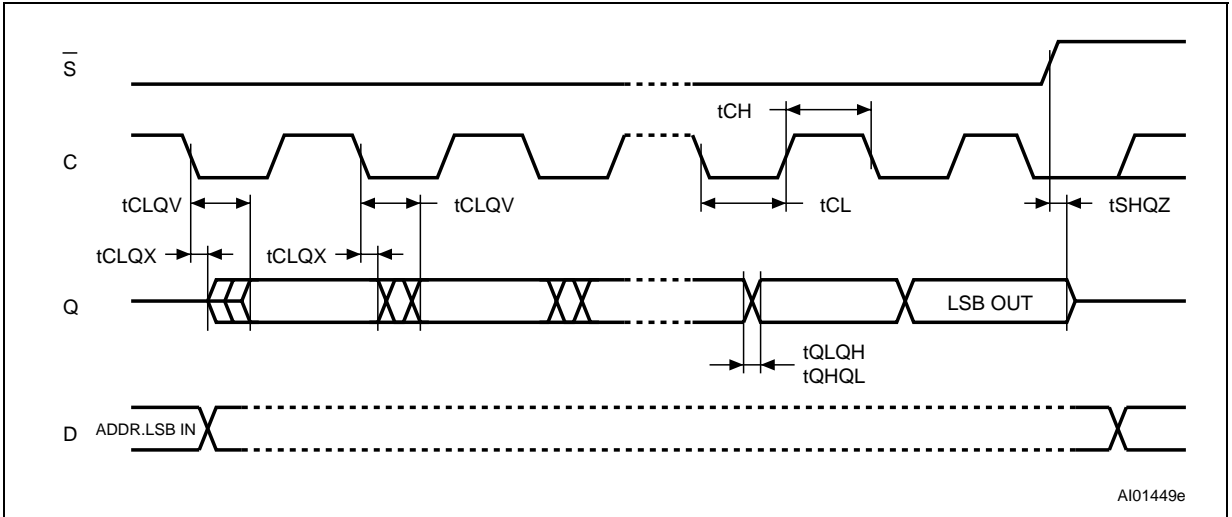 S
tCH
C
tCLQV
tCLQV
tCL
tSHQZ
tCLQX
tCLQX
Q
LSB OUT
tQLQH
tQHQL
D
ADDR.LSB IN
AI01449e